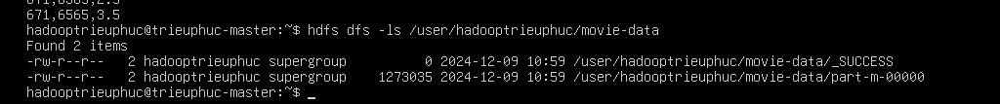 671,6565,3.5
hadooptrieuphuc@trieuphuc-master:~$ hdfs dfs -ls /user/hadooptrieuphuc/movie-data
Found 2 items
-rw-r--r--   2 hadooptrieuphuc supergroup          0 2024-12-09 10:59 /user/hadooptrieuphuc/movie-data/_SUCCESS
-rw-r--r--   2 hadooptrieuphuc supergroup    1273035 2024-12-09 10:59 /user/hadooptrieuphuc/movie-data/part-m-00000
hadooptrieuphuc@trieuphuc-master:~$ _